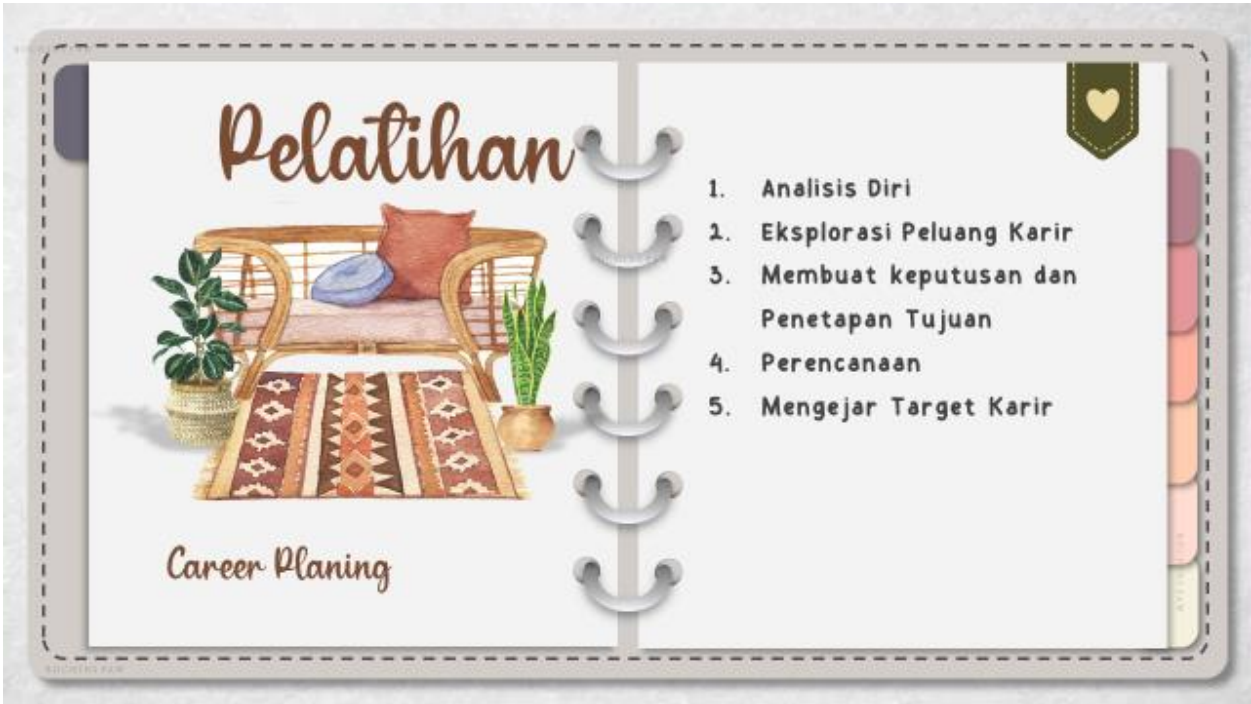 Pelatihan
Career Planing
1. Analisis Diri
2. Eksplorasi Peluang Karir
3. Membuat keputusan dan
Penetapan Tujuan
4. Perencanaan
5. Mengejar Target Karir